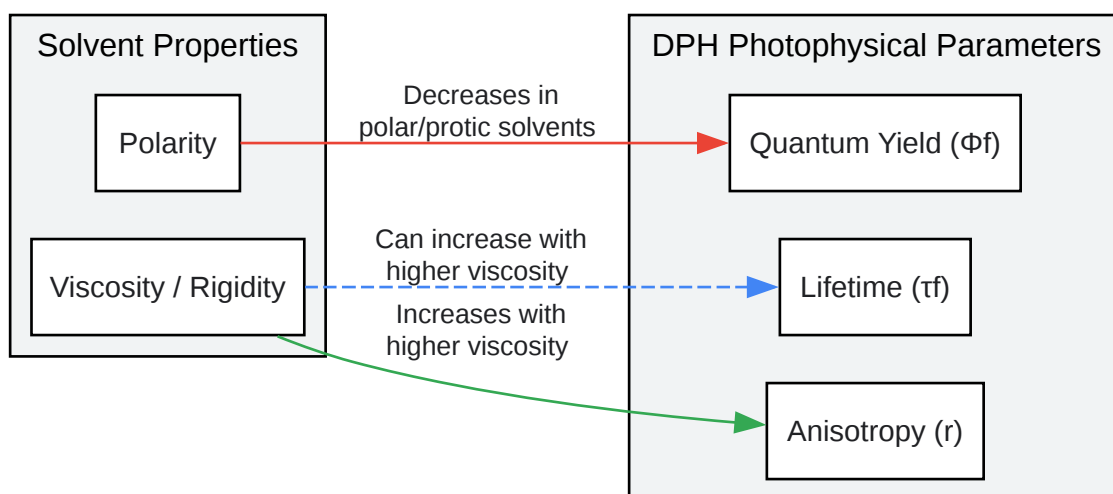 Solvent Properties
DPH Photophysical Parameters
Decreases in
polar/protic solvents
Polarity
Quantum Yield (Φf)
Can increase with
higher viscosity
Viscosity / Rigidity
Lifetime (τf)
Increases with
higher viscosity
Anisotropy (r)